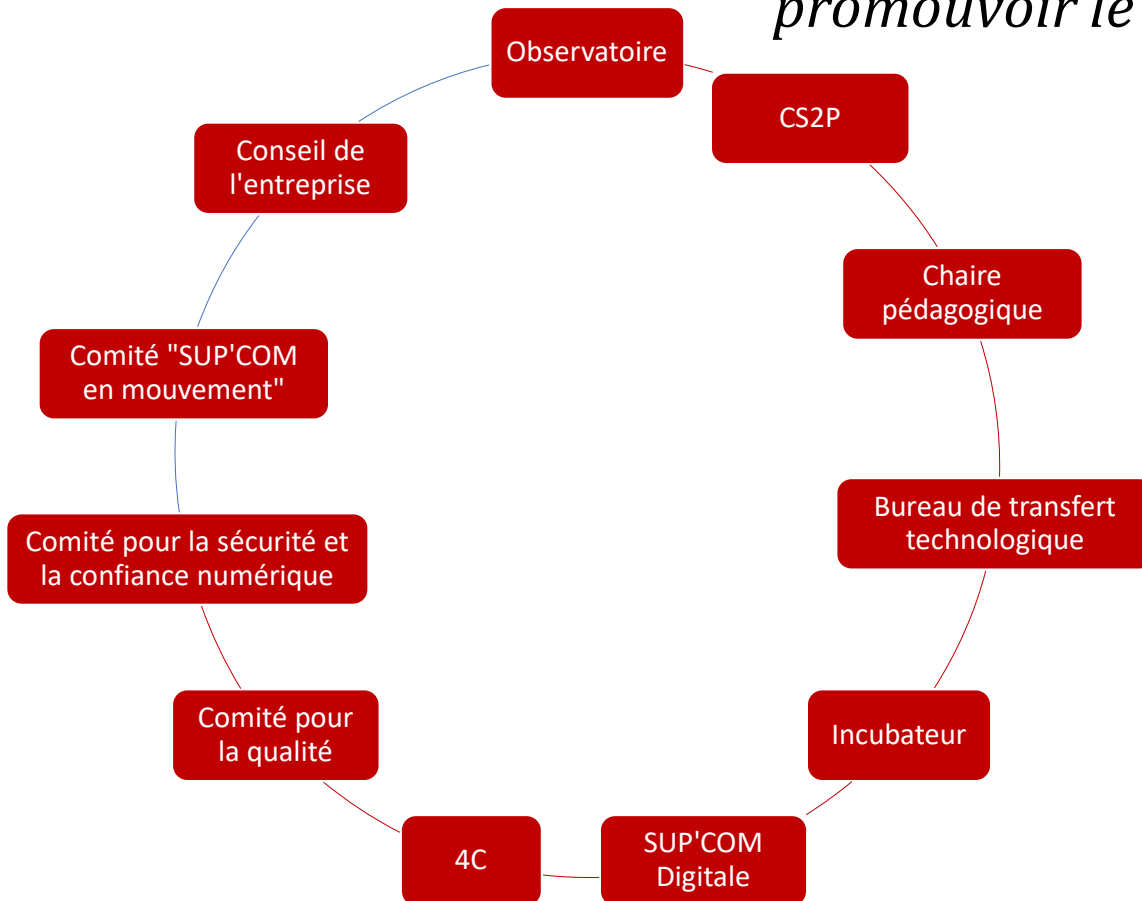 promouvoir le
Observatoire
CS2P
Chaire
pédagogique
Bureau de transfert
technologique
Incubateur
SUP'COM
Digitale
4C
Comité pour
la qualité
Comité pour la sécurité et
la confiance numérique
Comité "SUP'COM
en mouvement"
Conseil de
l'entreprise